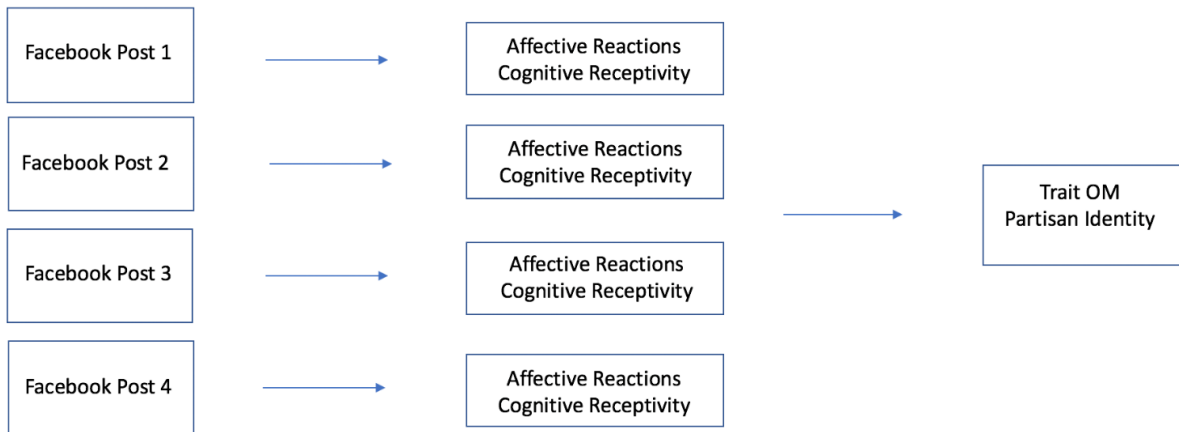 Facebook Post 1
Affective Reactions
Cognitive Receptivity
Facebook Post 2
Affective Reactions
Cognitive Receptivity
Trait OM
Partisan Identity
Facebook Post 3
Affective Reactions
Cognitive Receptivity
Facebook Post 4
Affective Reactions
Cognitive Receptivity